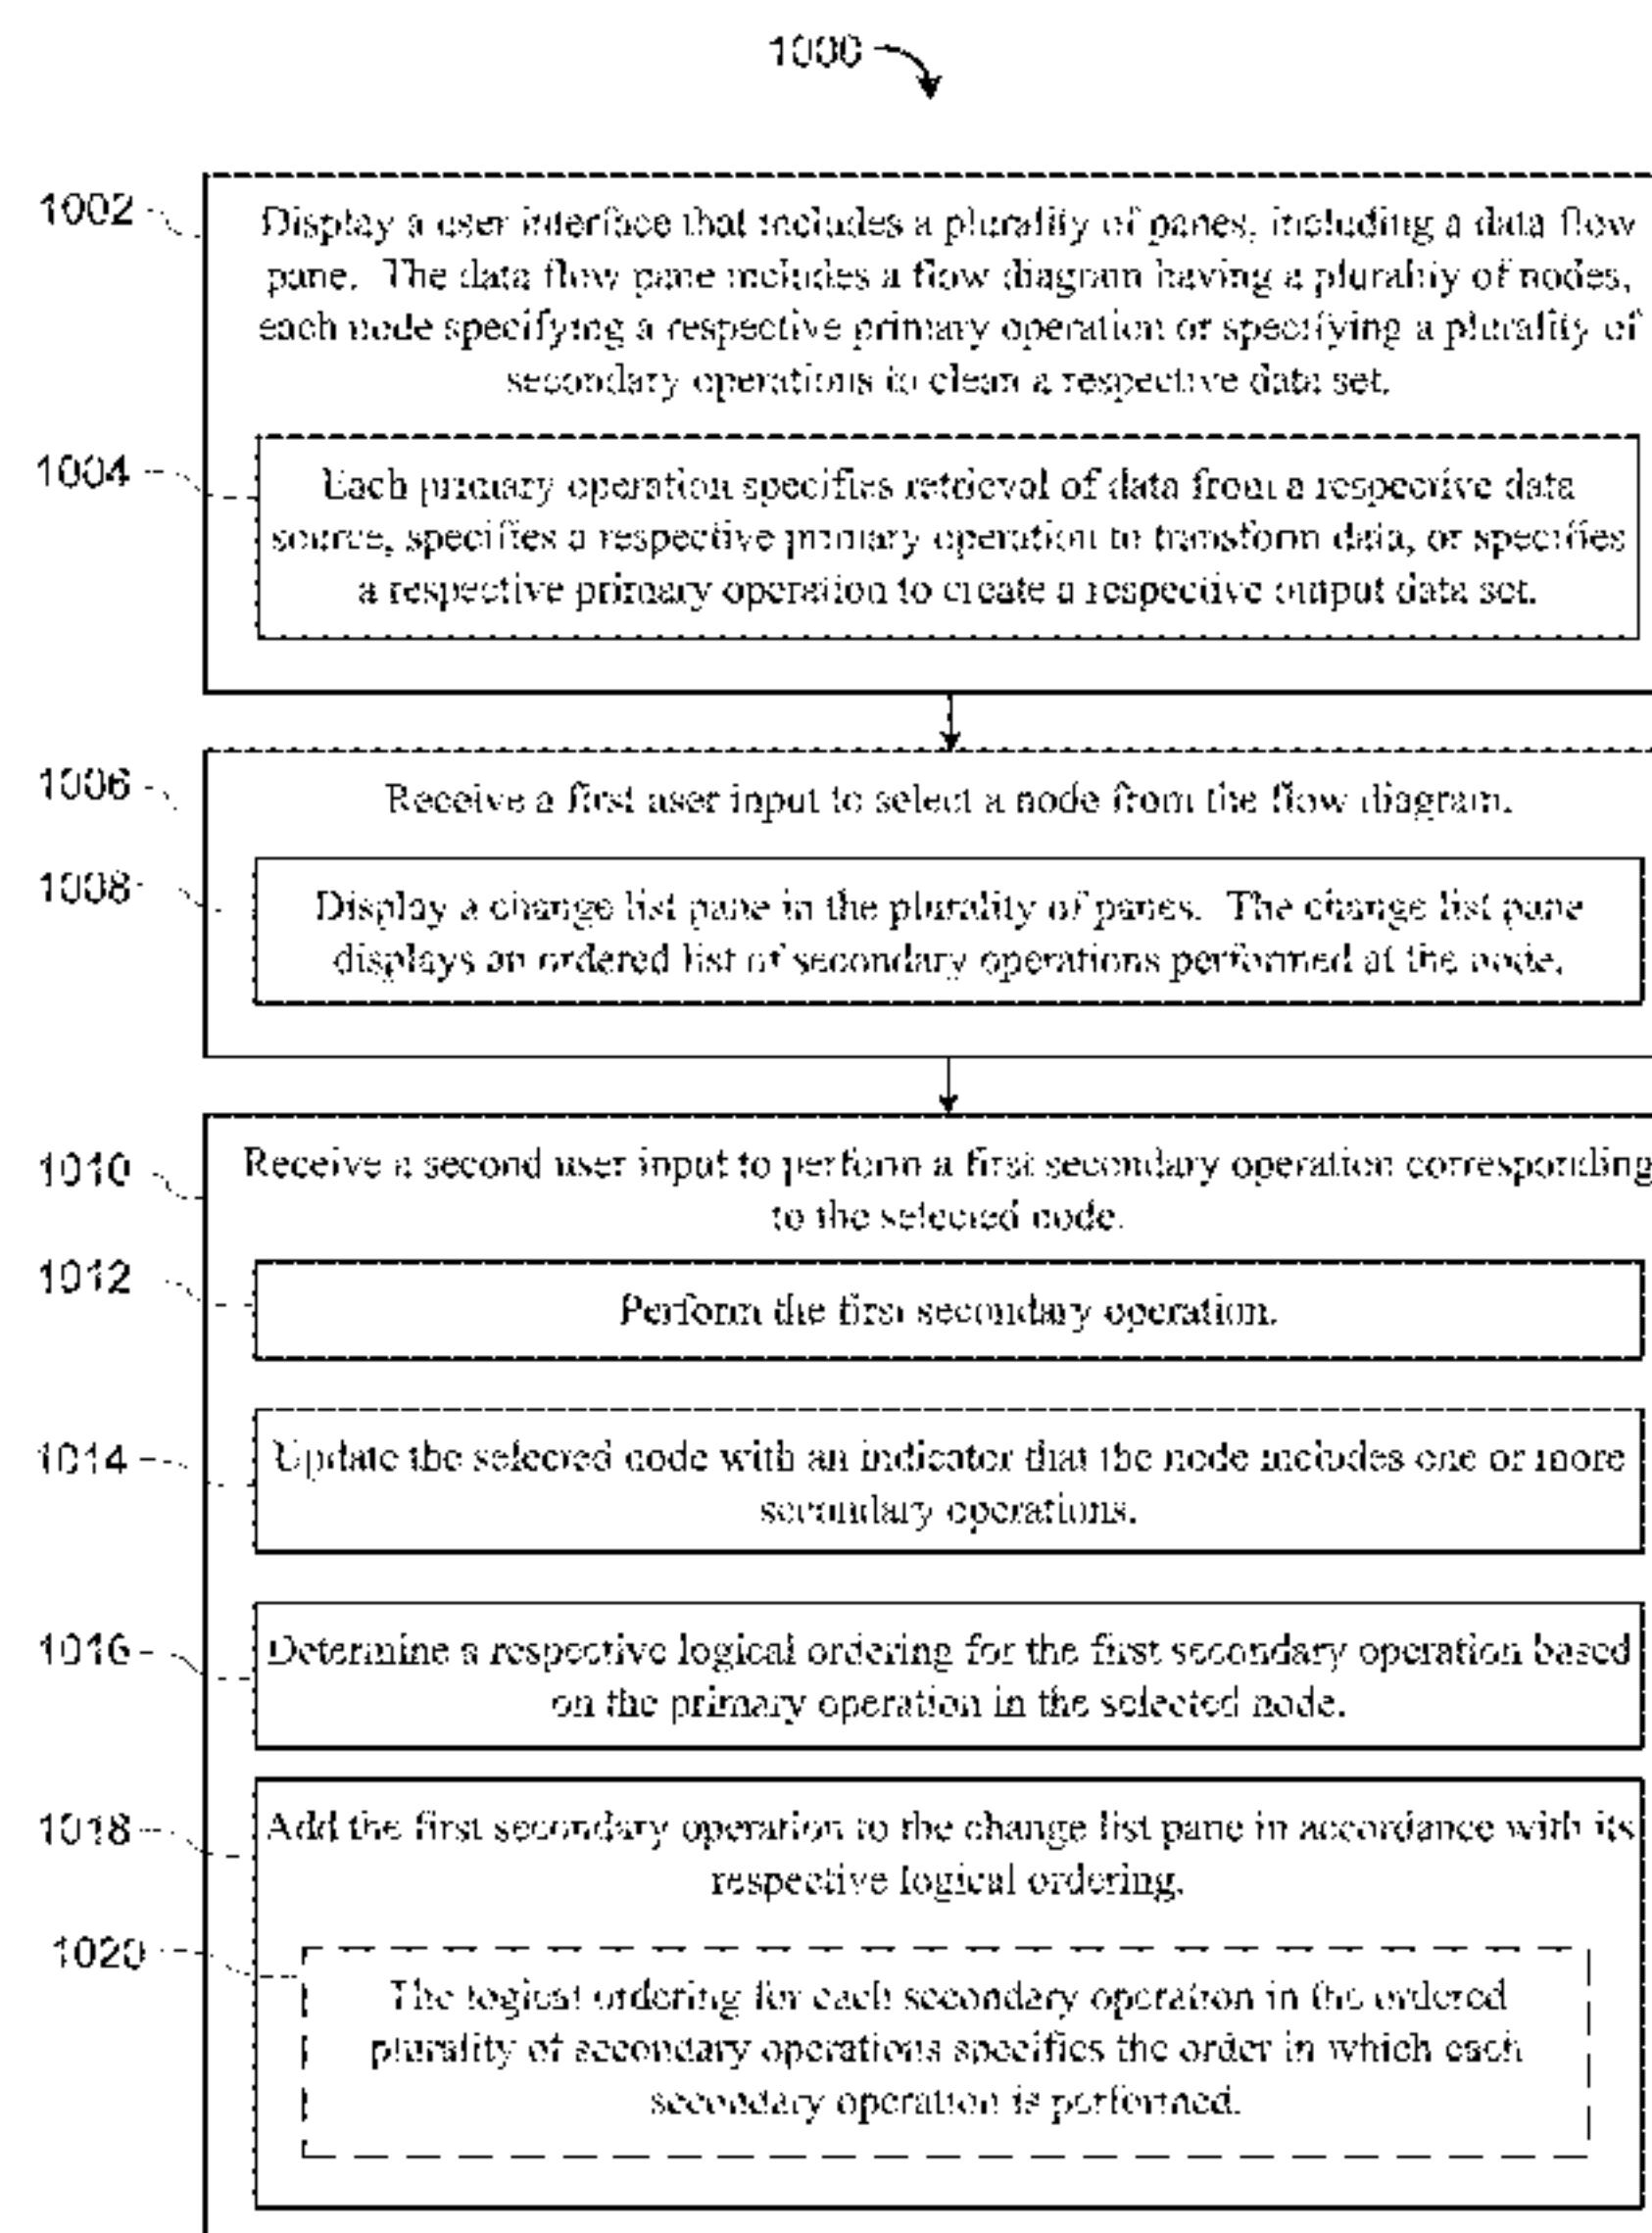 1000
1002
Display a user interface that includes a plurality of panes, including a data flow
pane. The data flow pane includes a flow diagram having a plurality of nodes,
each node specifying a respective primary operation or specifying a plurality of
secondary operations to clean a respective data set.
1004
Each primary operation specifies retrieval of data from a respective data
source, specifies a respective primary operation to transform data, or specifies
a respective primary operation to create a respective output data set.
1006
Receive a first user input to select a node from the flow diagram.
1008
Display a change list pane in the plurality of panes. The change list pane
displays an ordered list of secondary operations performed at the node.
1010
Receive a second user input to perform a first secondary operation corresponding
to the selected node.
1012
Perform the first secondary operation.
1014
Update the selected node with an indicator that the node includes one or more
secondary operations.
1016
Determine a respective logical ordering for the first secondary operation based
on the primary operation in the selected node.
1018
Add the first secondary operation to the change list pane in accordance with its
respective logical ordering.
1020
The logical ordering for each secondary operation in the ordered
plurality of secondary operations specifies the order in which each
secondary operation is performed.